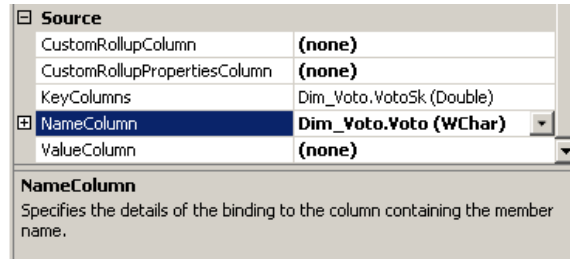 Source
CustomRollupColumn (none)
CustomRollupPropertiesColumn (none)
KeyColumns Dim_Voto.VotoSk (Double)
NameColumn Dim_Voto.Voto (WChar)
ValueColumn (none)
NameColumn
Specifies the details of the binding to the column containing the member
name.